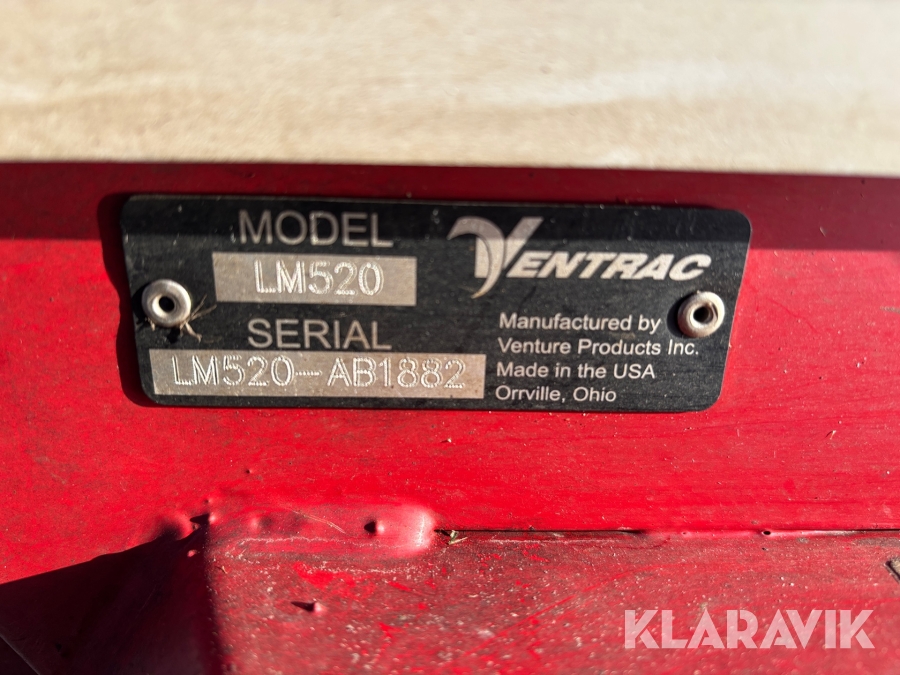 MODEL
LM520
SERIAL
LM520-AB1882
VENTRAC
Manufactured by
Venture Products Inc.
Made in the USA
Orrville, Ohio
KLARAVIK